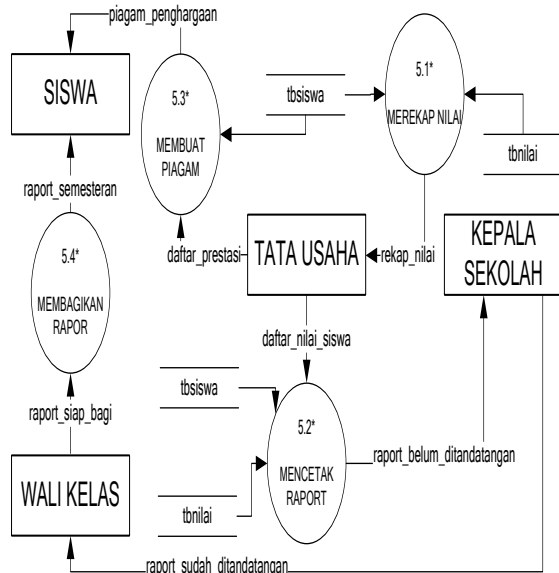 piagam_penghargaan
SISWA
5.3*
MEMBUAT
PIAGAM
tbsiswa
5.1*
MEREKAP NILAI
tbnilai
raport_semesteran
5.4*
MEMBAGIKAN
RAPOR
daftar_prestasi
TATA USAHA
rekap_nilai
KEPALA
SEKOLAH
daftar_nilai_siswa
tbsiswa
raport_siap_bagi
5.2*
MENCETAK
RAPORT
raport_belum_ditandatangan
WALI KELAS
tbnilai
raport_sudah_ditandatangan